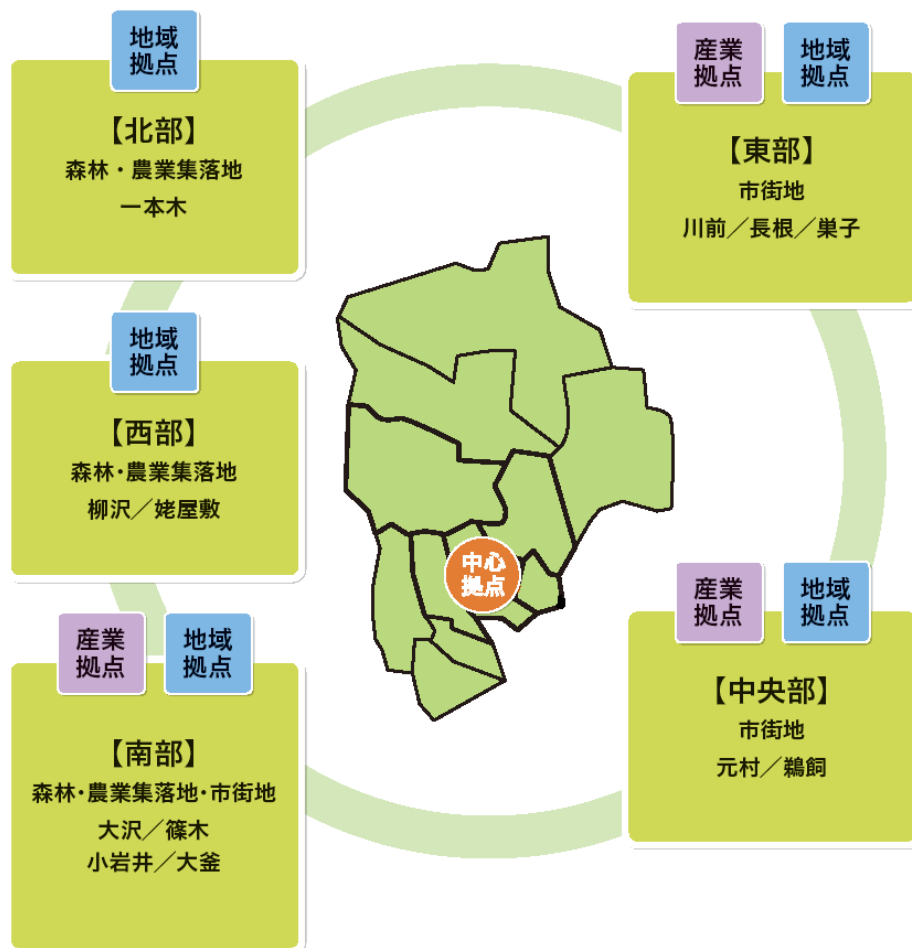 地域
拠点
【北部】
森林・農業集落地
一本木
産業
拠点
地域
拠点
【東部】
市街地
川前／長根／巣子
地域
拠点
【西部】
森林・農業集落地
柳沢／姥屋敷
中心
拠点
産業
拠点
地域
拠点
【南部】
森林・農業集落地・市街地
大沢／篠木
小岩井／大釜
産業
拠点
地域
拠点
【中央部】
市街地
元村／鵜飼